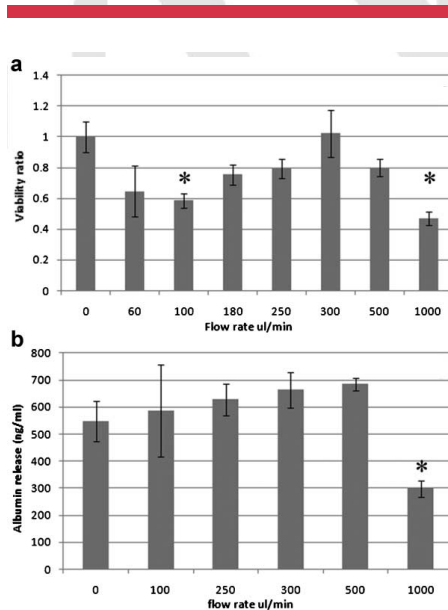 a
1.4
1.2
1
0.8
0.6
0.4
0.2
0
Viability ratio
*
*
0 60 100 180 250 300 500 1000
Flow rate ul/min
b
800
700
600
500
400
300
200
100
0
Albumin release (ng/ml)
*
0 100 250 300 500 1000
flow rate ul/min